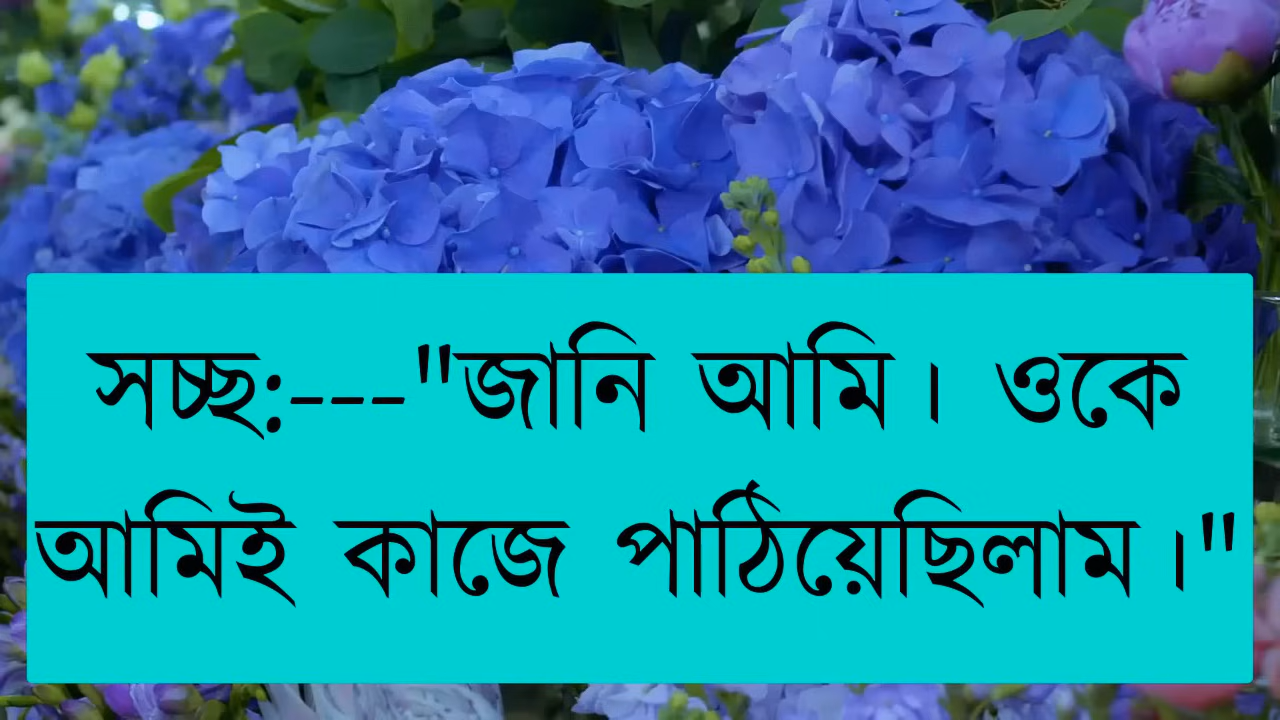 সচ্ছ:---"জানি আমি। ওকে
আমিই কাজে পাঠিয়েছিলাম।"